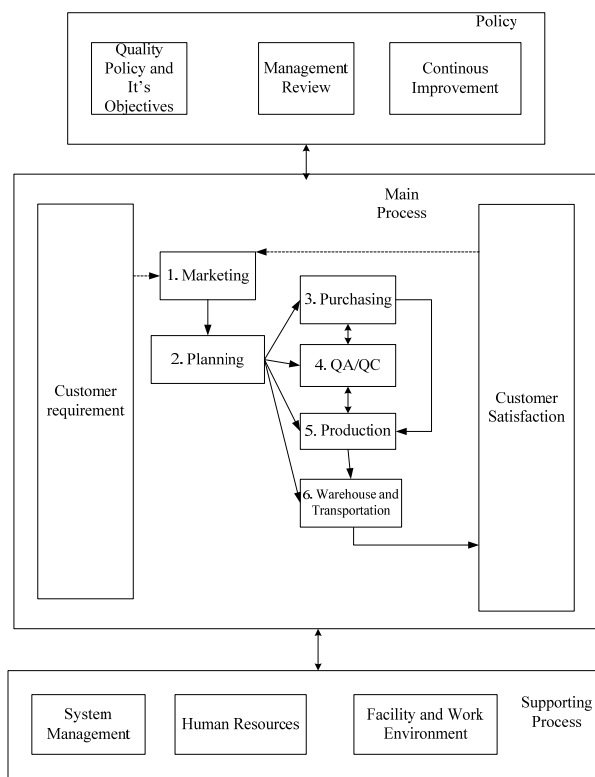 Policy
Quality
Policy and
It's
Objectives
Management
Review
Continous
Improvement
Main
Process
Customer
requirement
1. Marketing
2. Planning
3. Purchasing
4. QA/QC
5. Production
6. Warehouse and
Transportation
Customer
Satisfaction
Supporting
Process
System
Management
Human Resources
Facility and Work
Environment